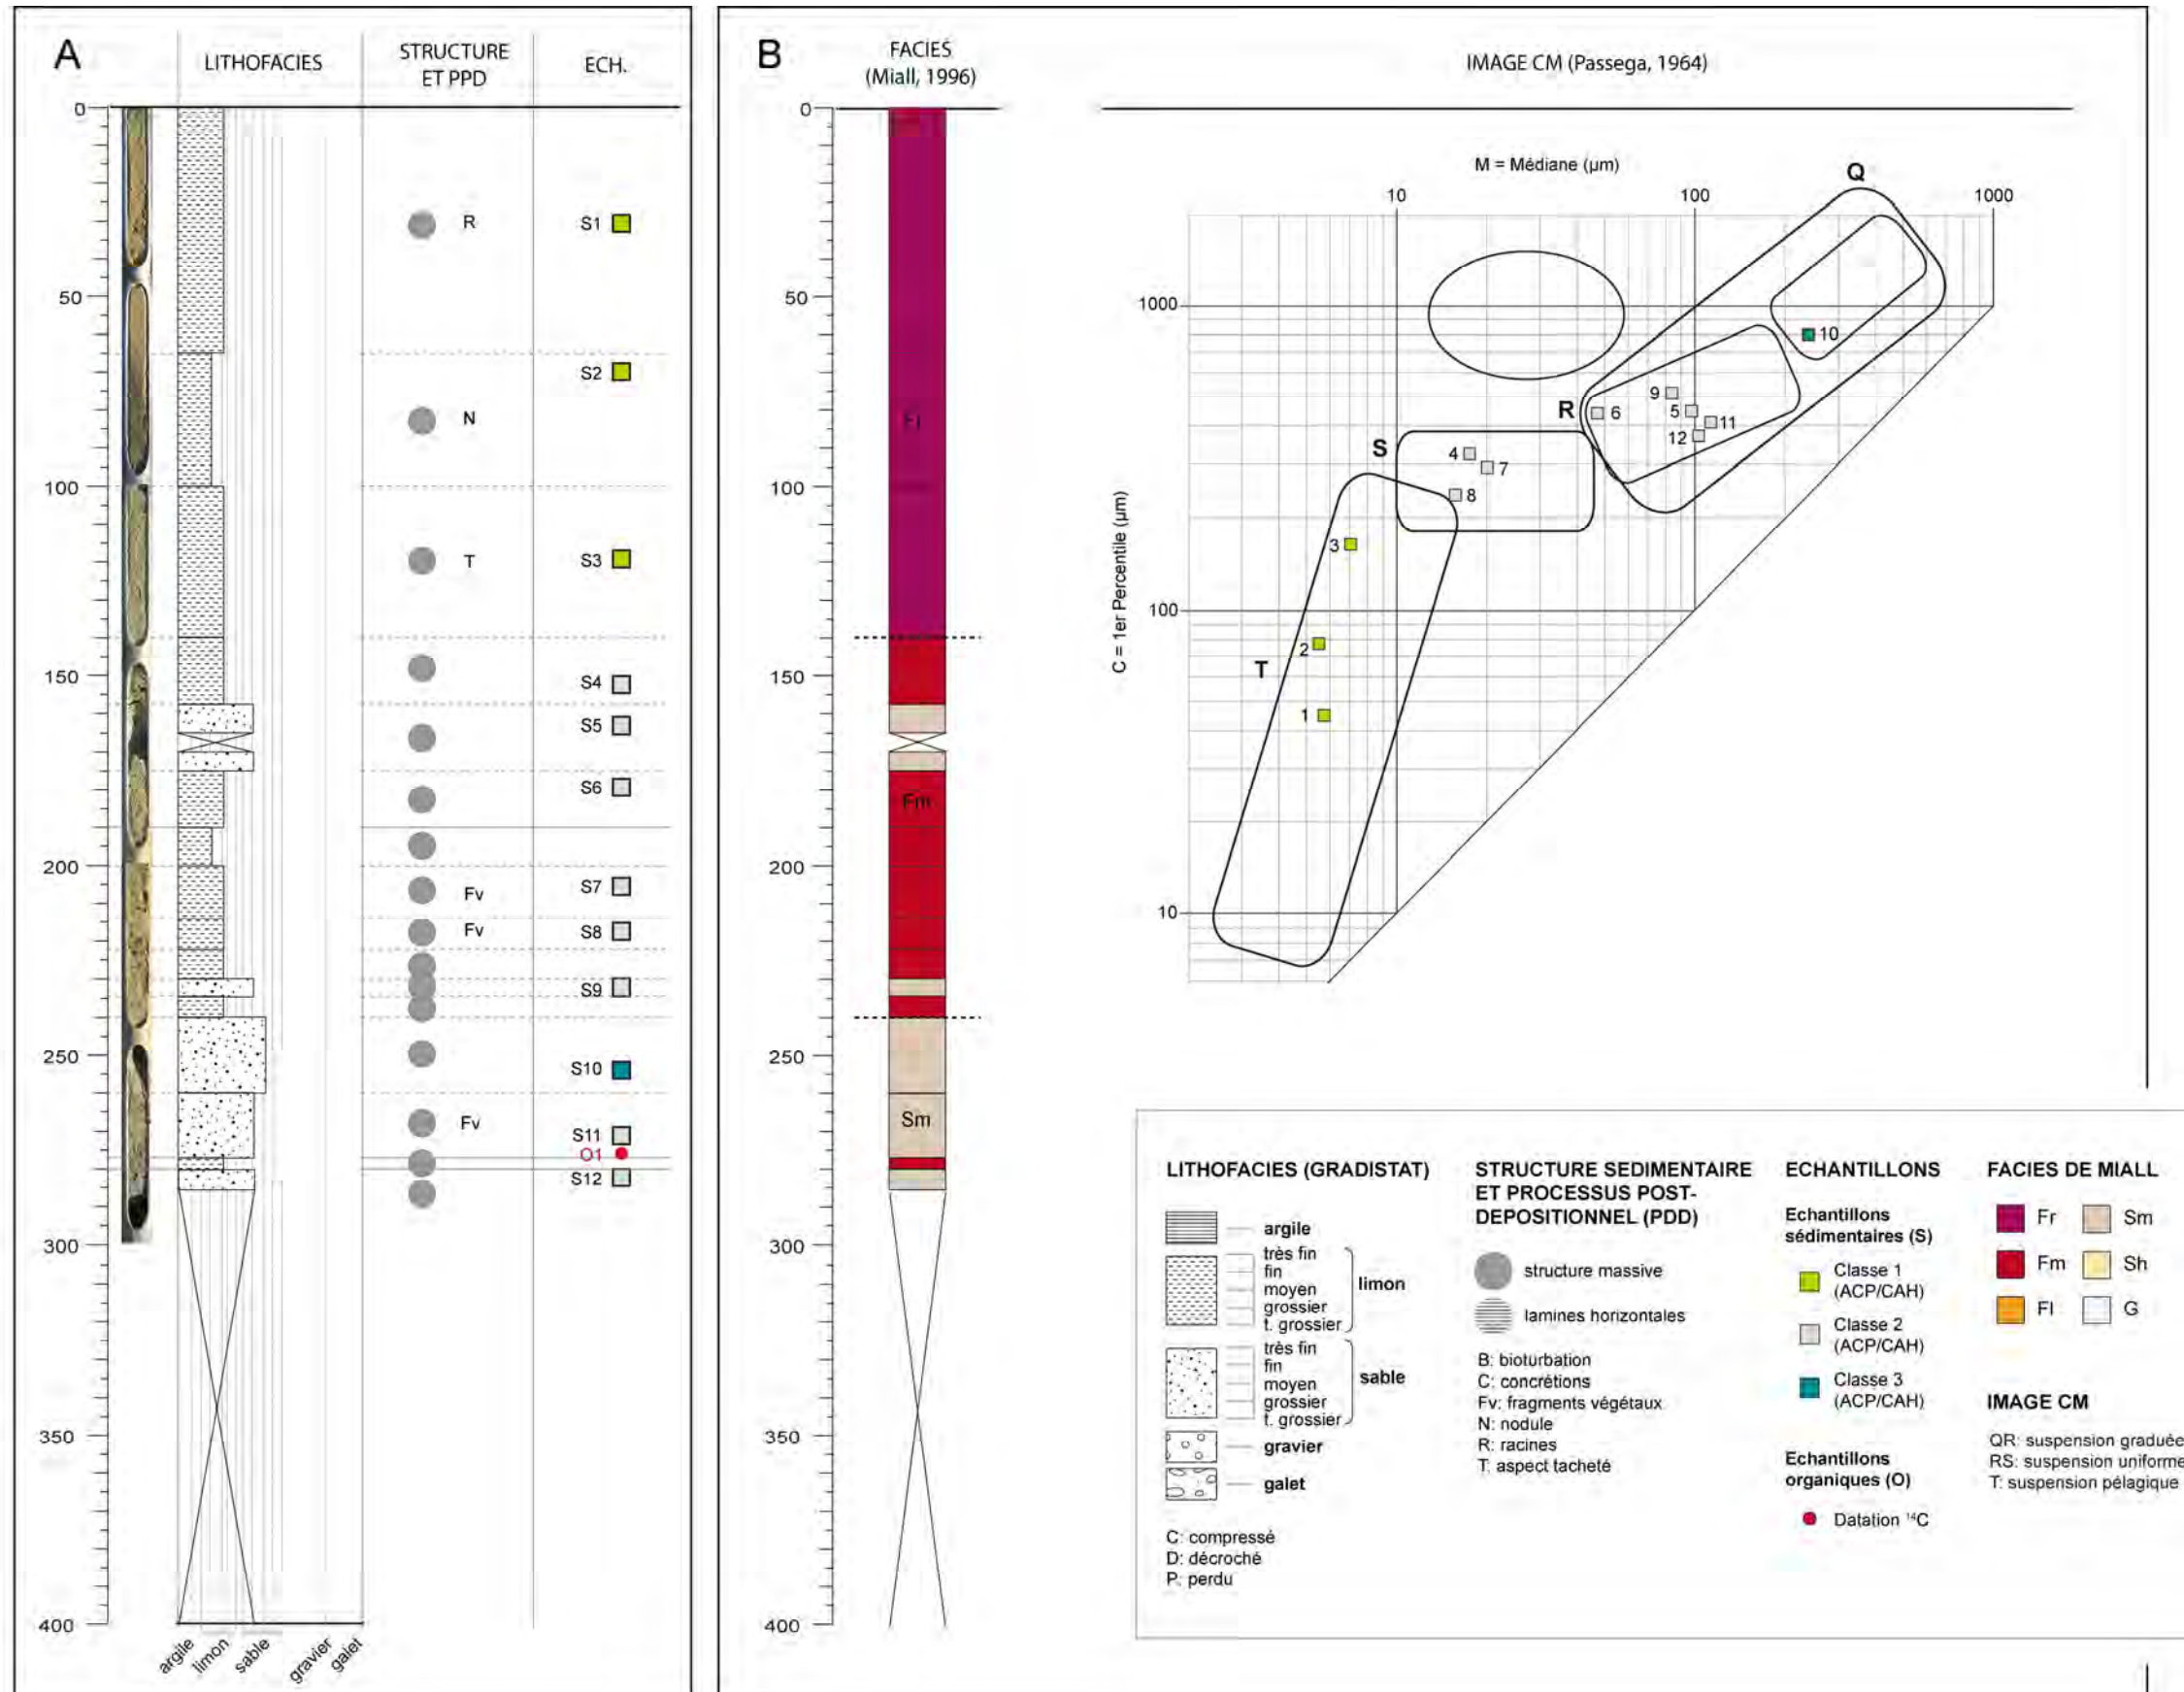 A
LITHOFACIES
STRUCTURE
ET PPD
ECH.
0
50
100
150
200
250
300
350
400
R
N
T
Fv
Fv
Fv
S1
S2
S3
S4
S5
S6
S7
S8
S9
S10
S11
O1
S12
argile
limon
sable
gravier
galet
B
FACIES
(Miall, 1996)
0
50
100
150
200
250
300
350
400
Fm
Sm
IMAGE CM (Passega, 1964)
M = Médiane (µm)
10
100
1000
C = 1er Percentile (µm)
1000
100
10
Q
R
S
T
10
9
5
6
11
12
4
7
8
3
2
1
LITHOFACIES (GRADISTAT)
argile
très fin
fin
moyen
grossier
t. grossier
limon
très fin
fin
moyen
grossier
t. grossier
sable
gravier
galet
C: compressé
D: décroché
P: perdu
STRUCTURE SEDIMENTAIRE
ET PROCESSUS POST-
DEPOSITIONNEL (PDD)
structure massive
lamines horizontales
B: bioturbation
C: concrétions
Fv: fragments végétaux
N: nodule
R: racines
T: aspect tacheté
ECHANTILLONS
Echantillons
sédimentaires (S)
Classe 1
(ACP/CAH)
Classe 2
(ACP/CAH)
Classe 3
(ACP/CAH)
Echantillons
organiques (O)
Datation ¹⁴C
FACIES DE MIALL
Fr
Sm
Fm
Sh
Fl
G
IMAGE CM
QR: suspension graduée
RS: suspension uniforme
T: suspension pélagique